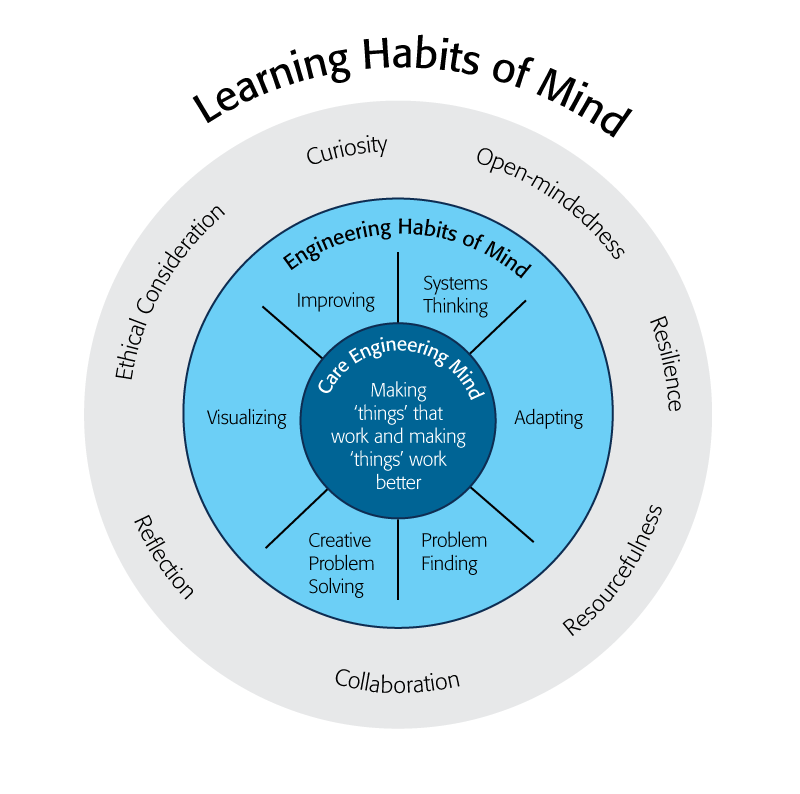 Learning Habits of Mind
Curiosity
Open-mindedness
Ethical Consideration
Resilience
Reflection
Resourcefulness
Collaboration
Engineering Habits of Mind
Improving
Systems
Thinking
Visualizing
Adapting
Creative
Problem
Solving
Problem
Finding
Care Engineering Mind
Making
‘things’ that
work and making
‘things’ work
better